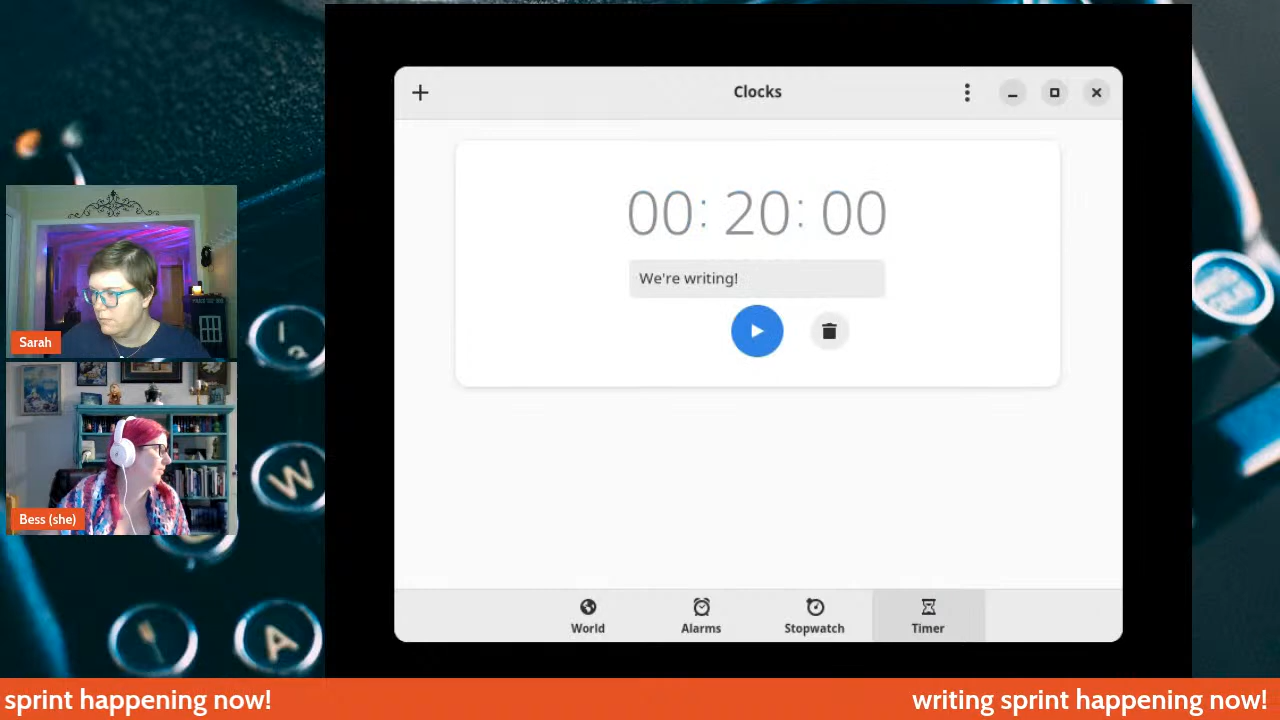 Clocks
00: 20: 00
We're writing!
Sarah
Bess (she)
I
W
A
World
Alarms
Stopwatch
Timer
sprint happening now!
writing sprint happening now!